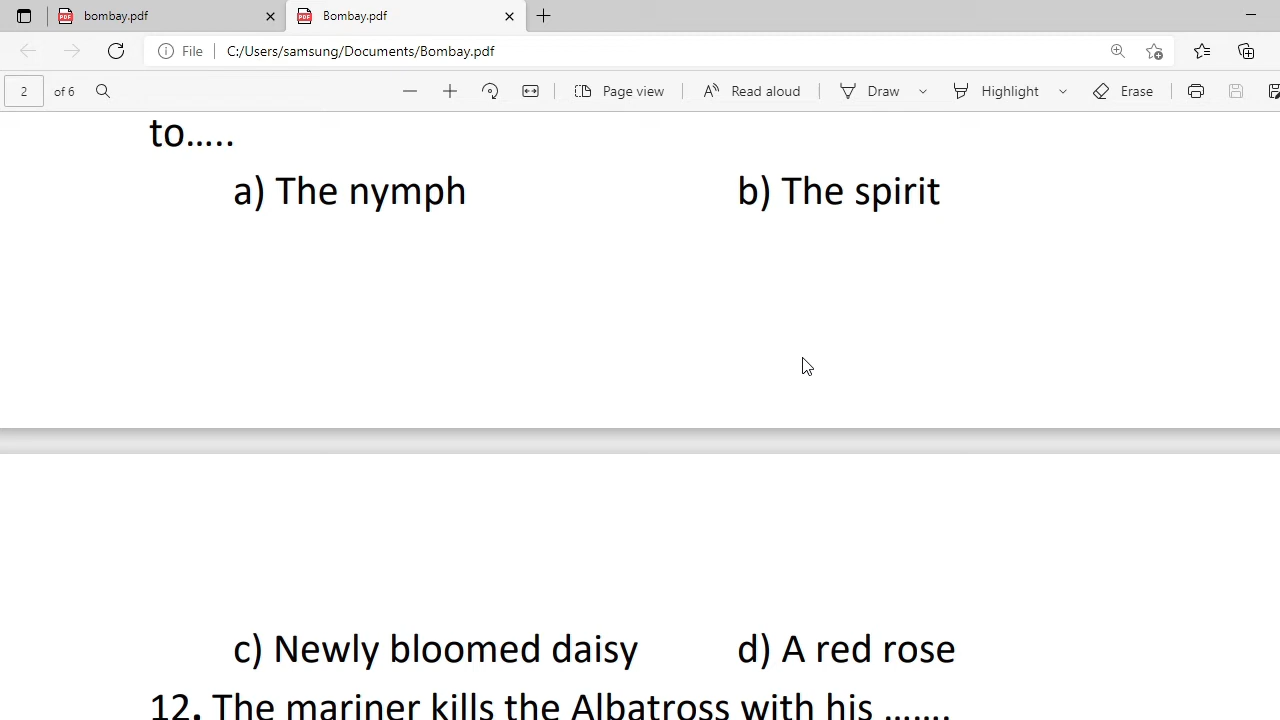 bombay.pdf
Bombay.pdf
File
C:/Users/samsung/Documents/Bombay.pdf
2 of 6
Page view
Read aloud
Draw
Highlight
Erase
to.....
a) The nymph b) The spirit
c) Newly bloomed daisy d) A red rose
12. The mariner kills the Albatross with his .......